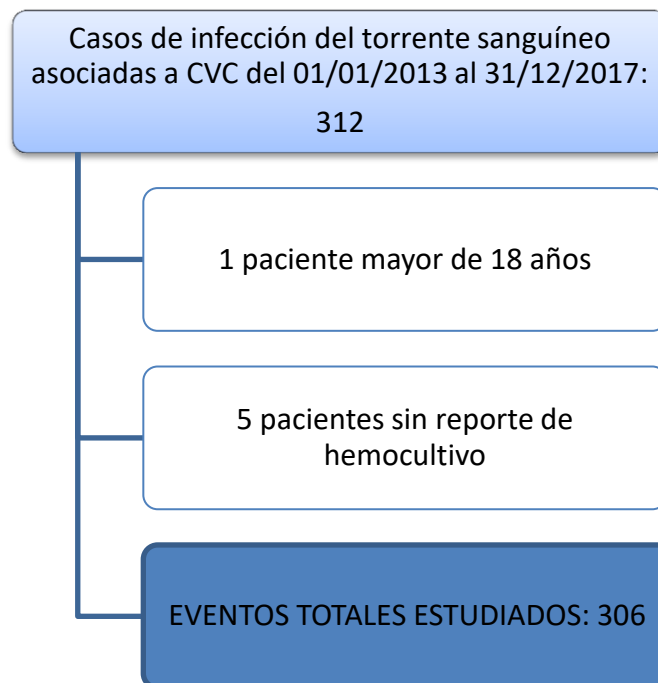 Casos de infección del torrente sanguíneo
asociadas a CVC del 01/01/2013 al 31/12/2017:
312
1 paciente mayor de 18 años
5 pacientes sin reporte de
hemocultivo
EVENTOS TOTALES ESTUDIADOS: 306